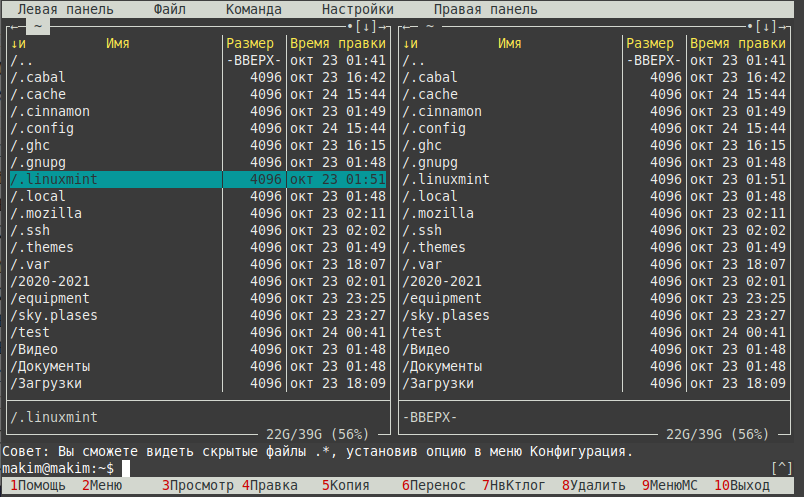 Левая панель Файл Команда Настройки Правая панель
←─ ~ ─•[↓]→ ←─ ~ ─•[↓]→
↓и Имя Размер Время правки ↓и Имя Размер Время правки
/.. -ВВЕРХ- окт 23 01:41 /.. -ВВЕРХ- окт 23 01:41
/.cabal 4096 окт 23 16:42 /.cabal 4096 окт 23 16:42
/.cache 4096 окт 24 15:44 /.cache 4096 окт 24 15:44
/.cinnamon 4096 окт 23 01:49 /.cinnamon 4096 окт 23 01:49
/.config 4096 окт 24 15:44 /.config 4096 окт 24 15:44
/.ghc 4096 окт 23 16:15 /.ghc 4096 окт 23 16:15
/.gnupg 4096 окт 23 01:48 /.gnupg 4096 окт 23 01:48
/.linuxmint 4096 окт 23 01:51 /.linuxmint 4096 окт 23 01:51
/.local 4096 окт 23 01:48 /.local 4096 окт 23 01:48
/.mozilla 4096 окт 23 02:11 /.mozilla 4096 окт 23 02:11
/.ssh 4096 окт 23 02:02 /.ssh 4096 окт 23 02:02
/.themes 4096 окт 23 01:49 /.themes 4096 окт 23 01:49
/.var 4096 окт 23 18:07 /.var 4096 окт 23 18:07
/2020-2021 4096 окт 23 02:01 /2020-2021 4096 окт 23 02:01
/equipment 4096 окт 23 23:25 /equipment 4096 окт 23 23:25
/sky.plases 4096 окт 23 23:27 /sky.plases 4096 окт 23 23:27
/test 4096 окт 24 00:41 /test 4096 окт 24 00:41
/Видео 4096 окт 23 01:48 /Видео 4096 окт 23 01:48
/Документы 4096 окт 23 01:48 /Документы 4096 окт 23 01:48
/Загрузки 4096 окт 23 18:09 /Загрузки 4096 окт 23 18:09
/.linuxmint -ВВЕРХ-
22G/39G (56%) 22G/39G (56%)
Совет: Вы сможете видеть скрытые файлы .*, установив опцию в меню Конфигурация.
makim@makim:~$ [^]
1Помощь 2Меню 3Просмотр 4Правка 5Копия 6Перенос 7НвКтлог 8Удалить 9МенюMC 10Выход